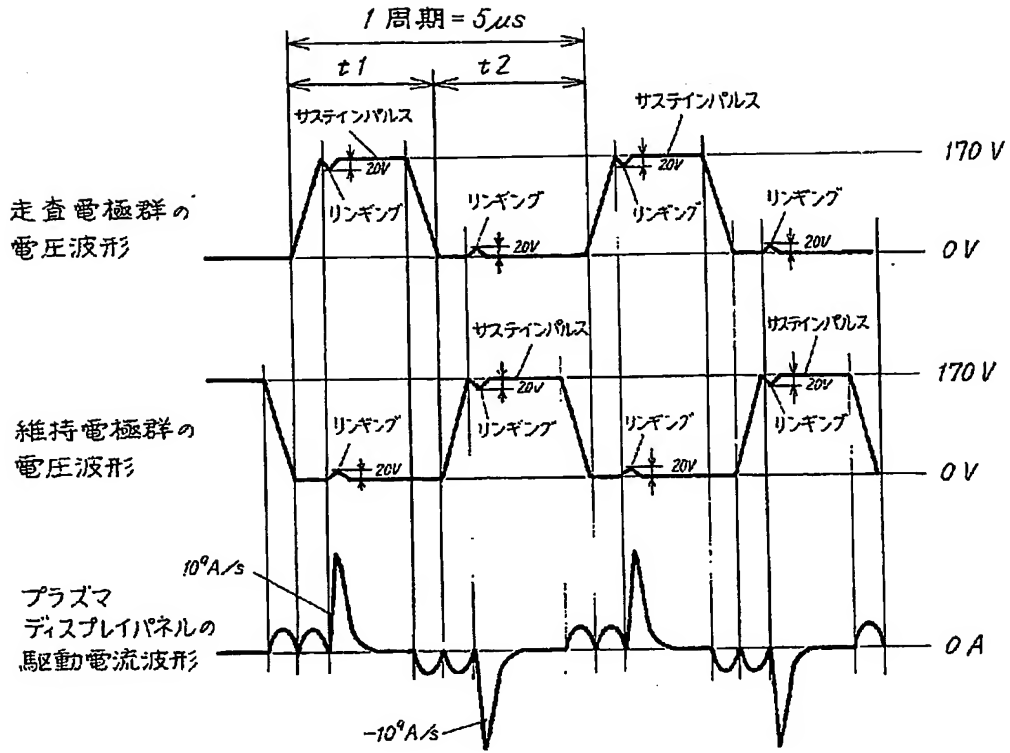 1 周期 = 5μs
t1
t2
サステインパルス
サステインパルス
170 V
20V
20V
リンギング
リンギング
リンギング
リンギング
走査電極群の
電圧波形
20V
20V
0 V
サステインパルス
サステインパルス
170 V
20V
20V
維持電極群の
電圧波形
リンギング
リンギング
リンギング
リンギング
20V
20V
0 V
10⁹A/s
プラズマ
ディスプレイパネルの
駆動電流波形
0 A
-10⁹A/s